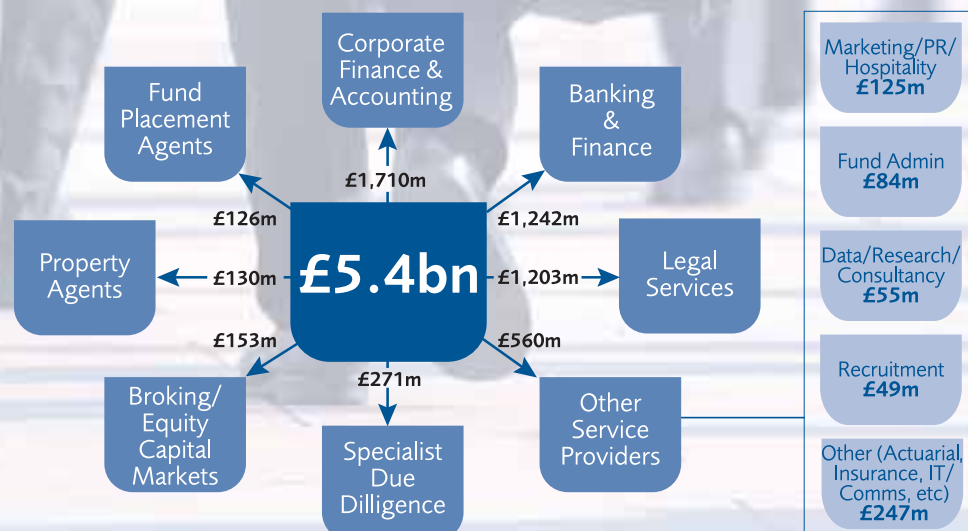 Corporate
Finance &
Accounting
Fund
Placement
Agents
Banking
&
Finance
£1,710m
£126m
£1,242m
Property
Agents
£130m
£5.4bn
£1,203m
Legal
Services
£153m
£560m
£271m
Broking/
Equity
Capital
Markets
Specialist
Due
Dilligence
Other
Service
Providers
Marketing/PR/
Hospitality
£125m
Fund Admin
£84m
Data/Research/
Consultancy
£55m
Recruitment
£49m
Other (Actuarial,
Insurance, IT/
Comms, etc)
£247m